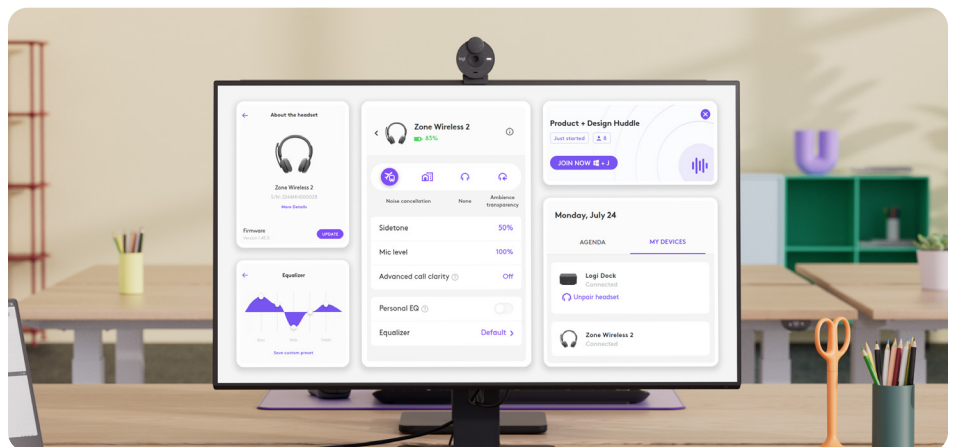 logi
About the headset
Zone Wireless 2
More Details
Firmware
UPDATE
Equalizer
Save custom preset
Zone Wireless 2
65%
Noise cancellation
None
Ambience
transparency
Sidetone
50%
Mic level
100%
Advanced call clarity
Off
Personal EQ
Equalizer
Default
Product + Design Huddle
Just started
8
JOIN NOW + J
Monday, July 24
AGENDA
MY DEVICES
Logi Dock
Connected
Unpair headset
Zone Wireless 2
Connected